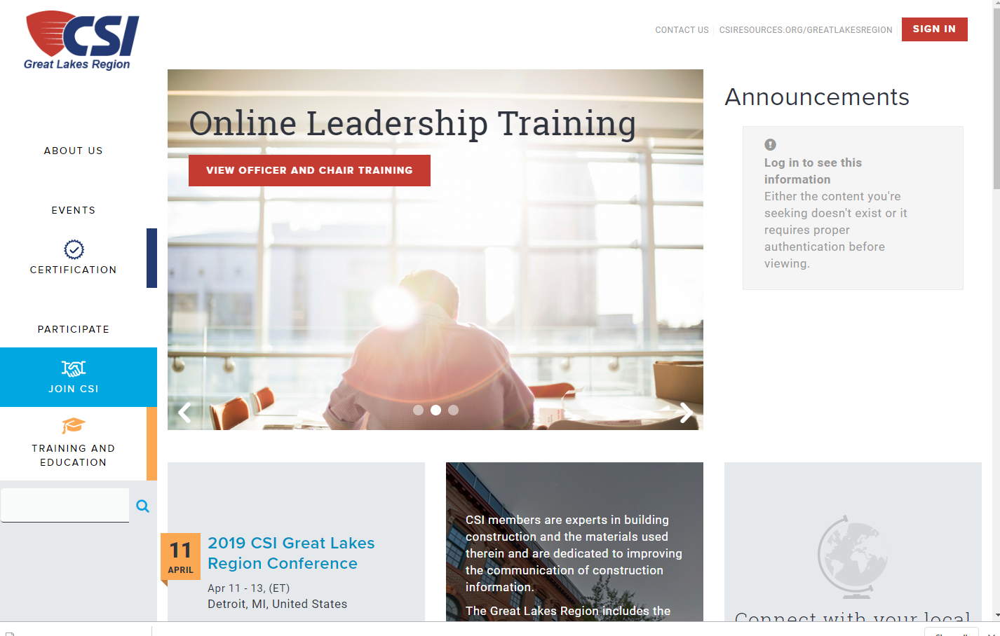 CSI
Great Lakes Region
CONTACT US
CSIRESOURCES.ORG/GREATLAKESREGION
SIGN IN
ABOUT US
EVENTS
CERTIFICATION
PARTICIPATE
JOIN CSI
TRAINING AND
EDUCATION
Online Leadership Training
VIEW OFFICER AND CHAIR TRAINING
Announcements
Log in to see this
information
Either the content you're
seeking doesn't exist or it
requires proper
authentication before
viewing.
11
APRIL
2019 CSI Great Lakes
Region Conference
Apr 11 - 13, (ET)
Detroit, MI, United States
CSI members are experts in building
construction and the materials used
therein and are dedicated to improving
the communication of construction
information.
The Great Lakes Region includes the
Connect with your local